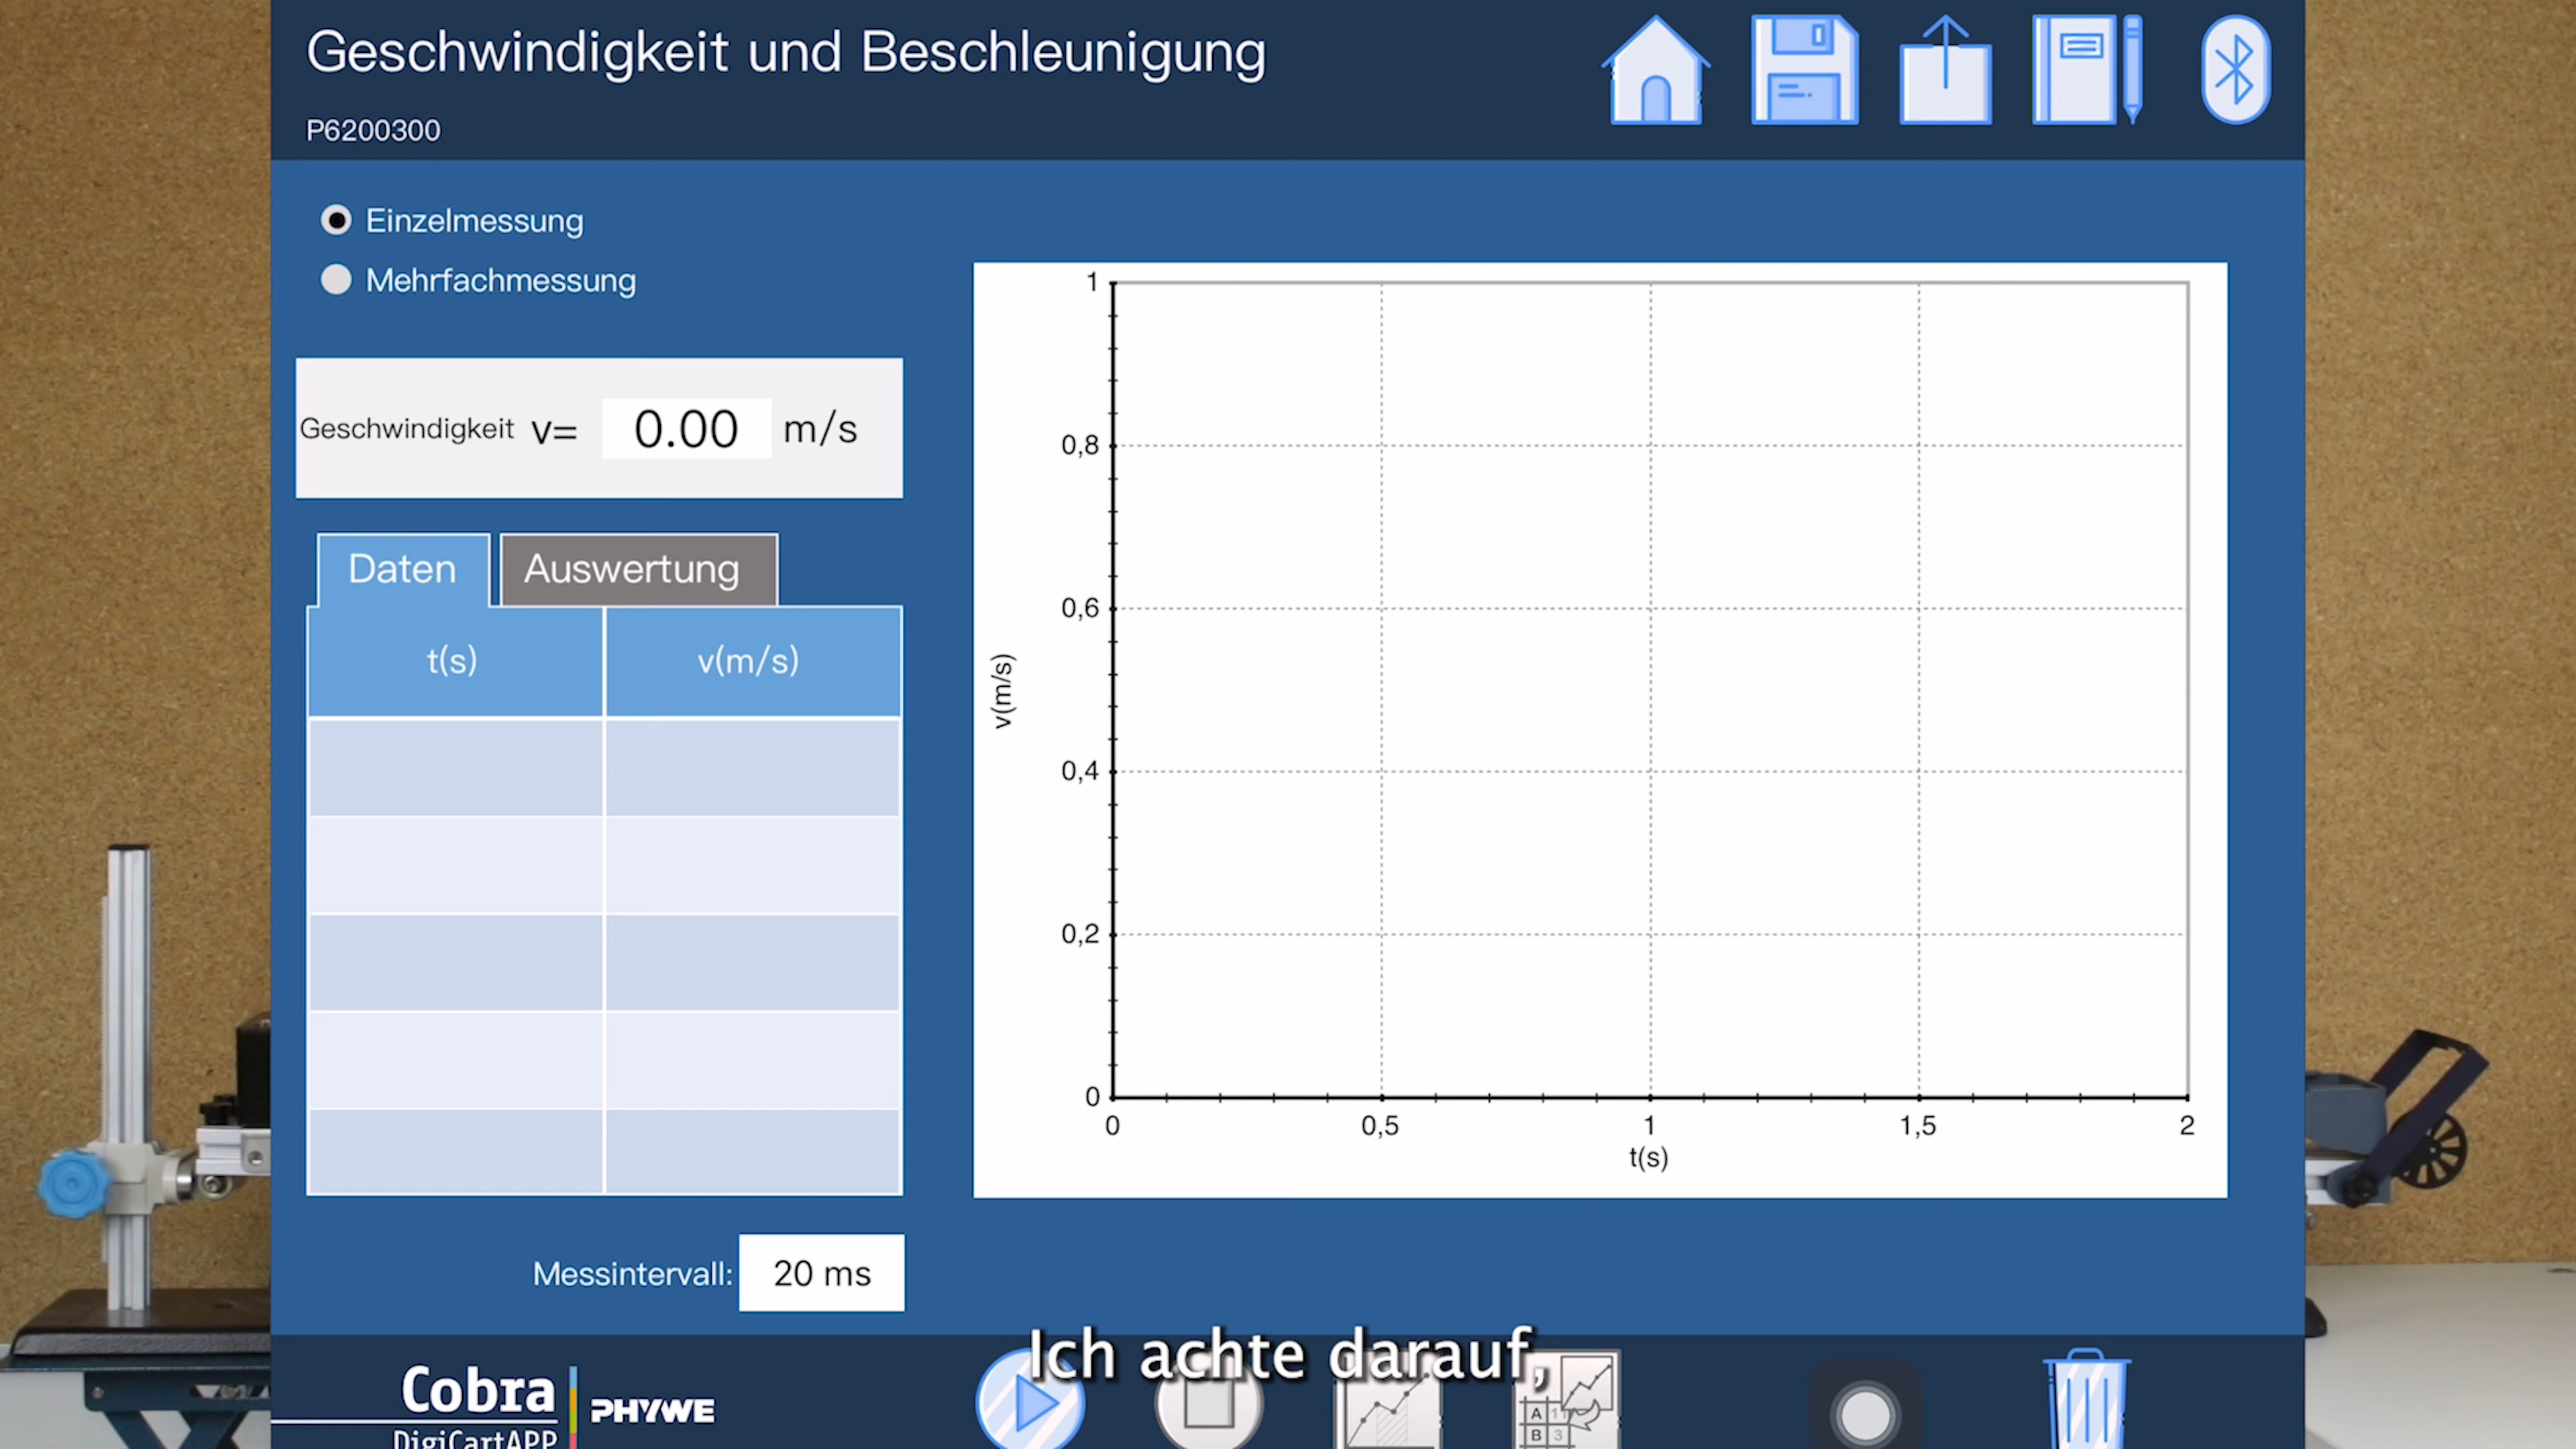 Geschwindigkeit und Beschleunigung
P6200300
Einzelmessung
Mehrfachmessung
Geschwindigkeit v= 0.00 m/s
Daten Auswertung
t(s) v(m/s)
Messintervall: 20 ms
1
0,8
0,6
0,4
0,2
0
v(m/s)
0 0,5 1 1,5 2
t(s)
Ich achte darauf,
Cobra
DigiCartAPP
PHYWE
A
B 3